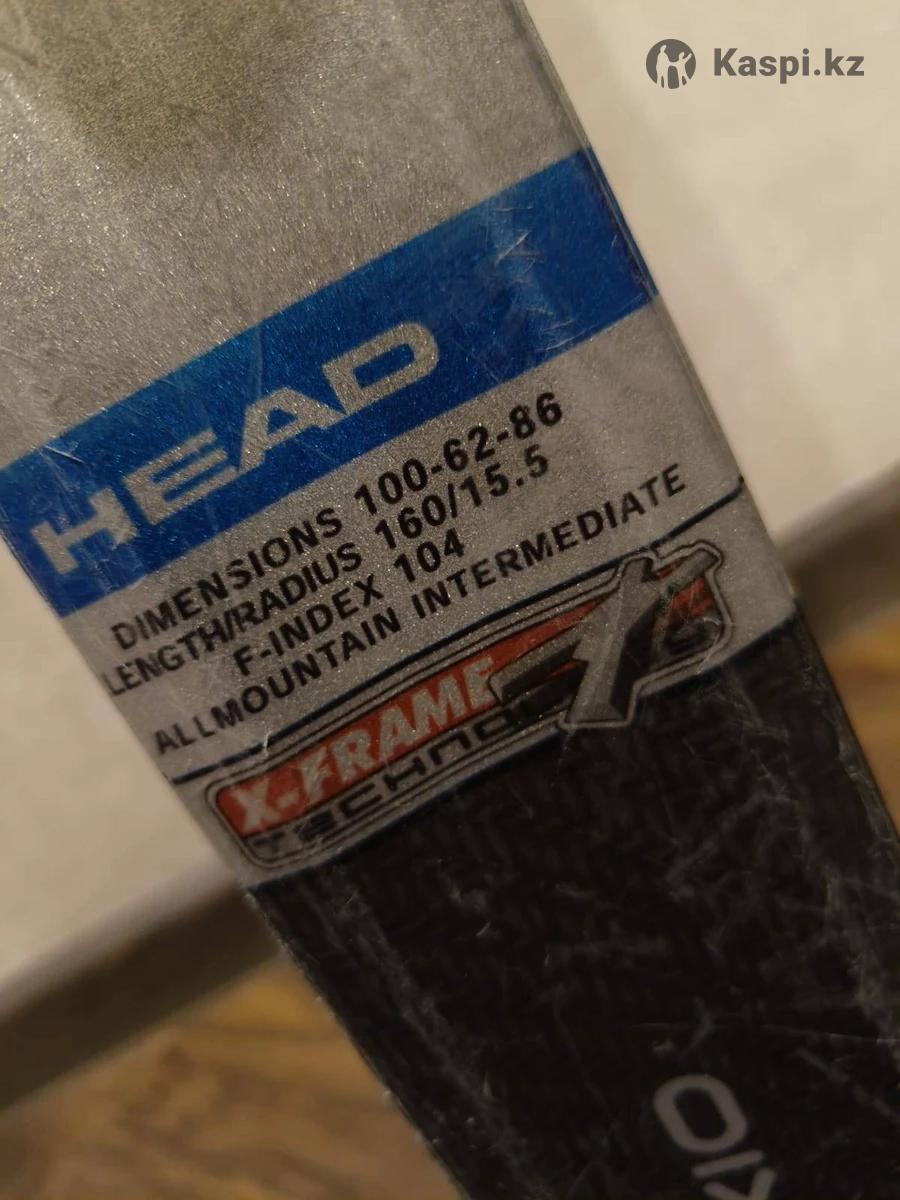 Kaspi.kz
HEAD
DIMENSIONS 100-62-86
LENGTH/RADIUS 160/15.5
F-INDEX 104
ALLMOUNTAIN INTERMEDIATE
X-FRAME